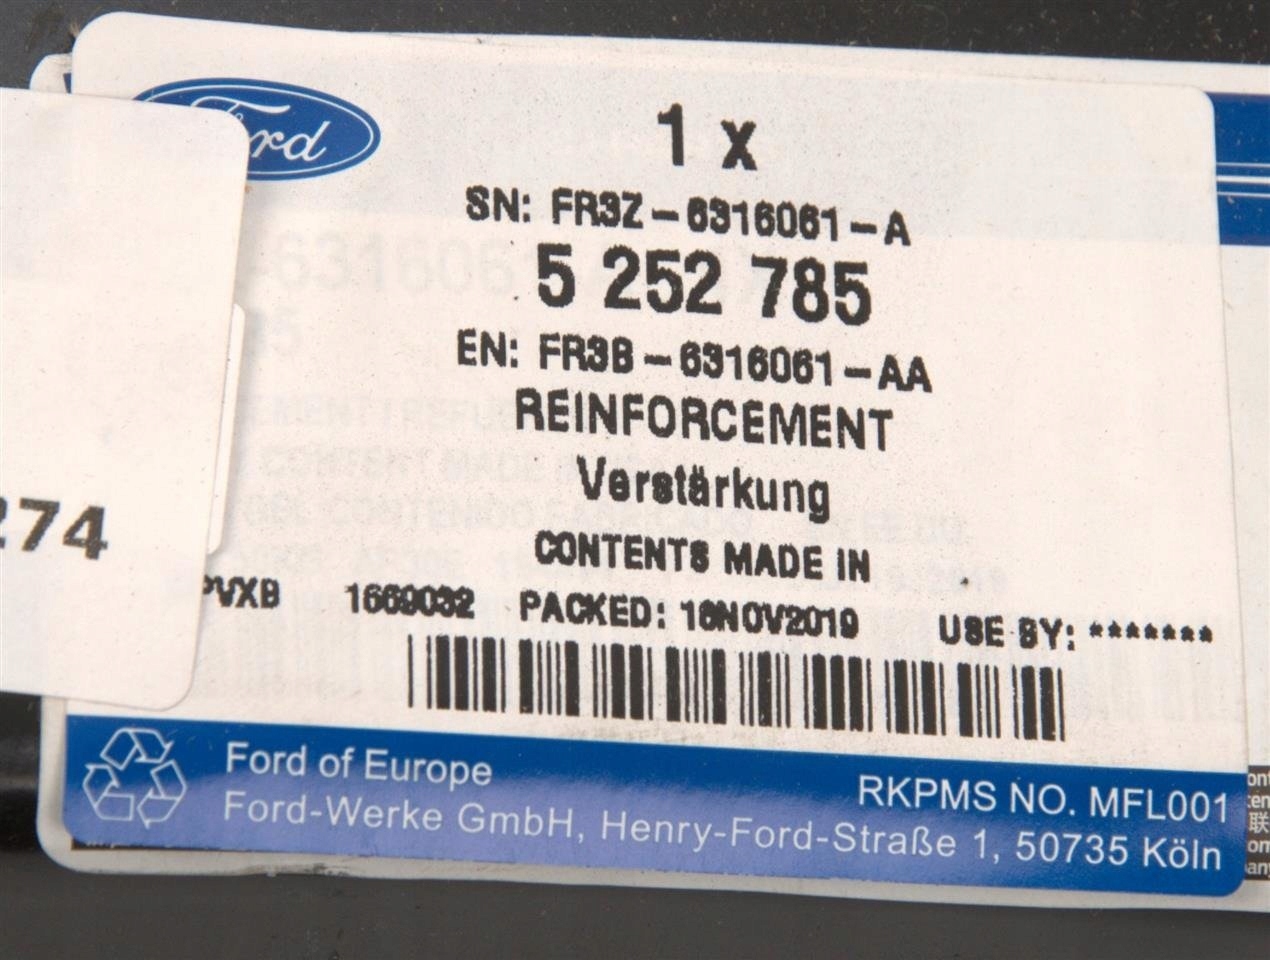 Ford
1 x
SN: FR3Z-6316061-A
5 252 785
EN: FR3B-6316061-AA
REINFORCEMENT
Verstärkung
CONTENTS MADE IN
274
PVXB 1669032 PACKED: 16NOV2019 USE BY: *******
Ford of Europe
RKPMS NO. MFL001
Ford-Werke GmbH, Henry-Ford-Straße 1, 50735 Köln